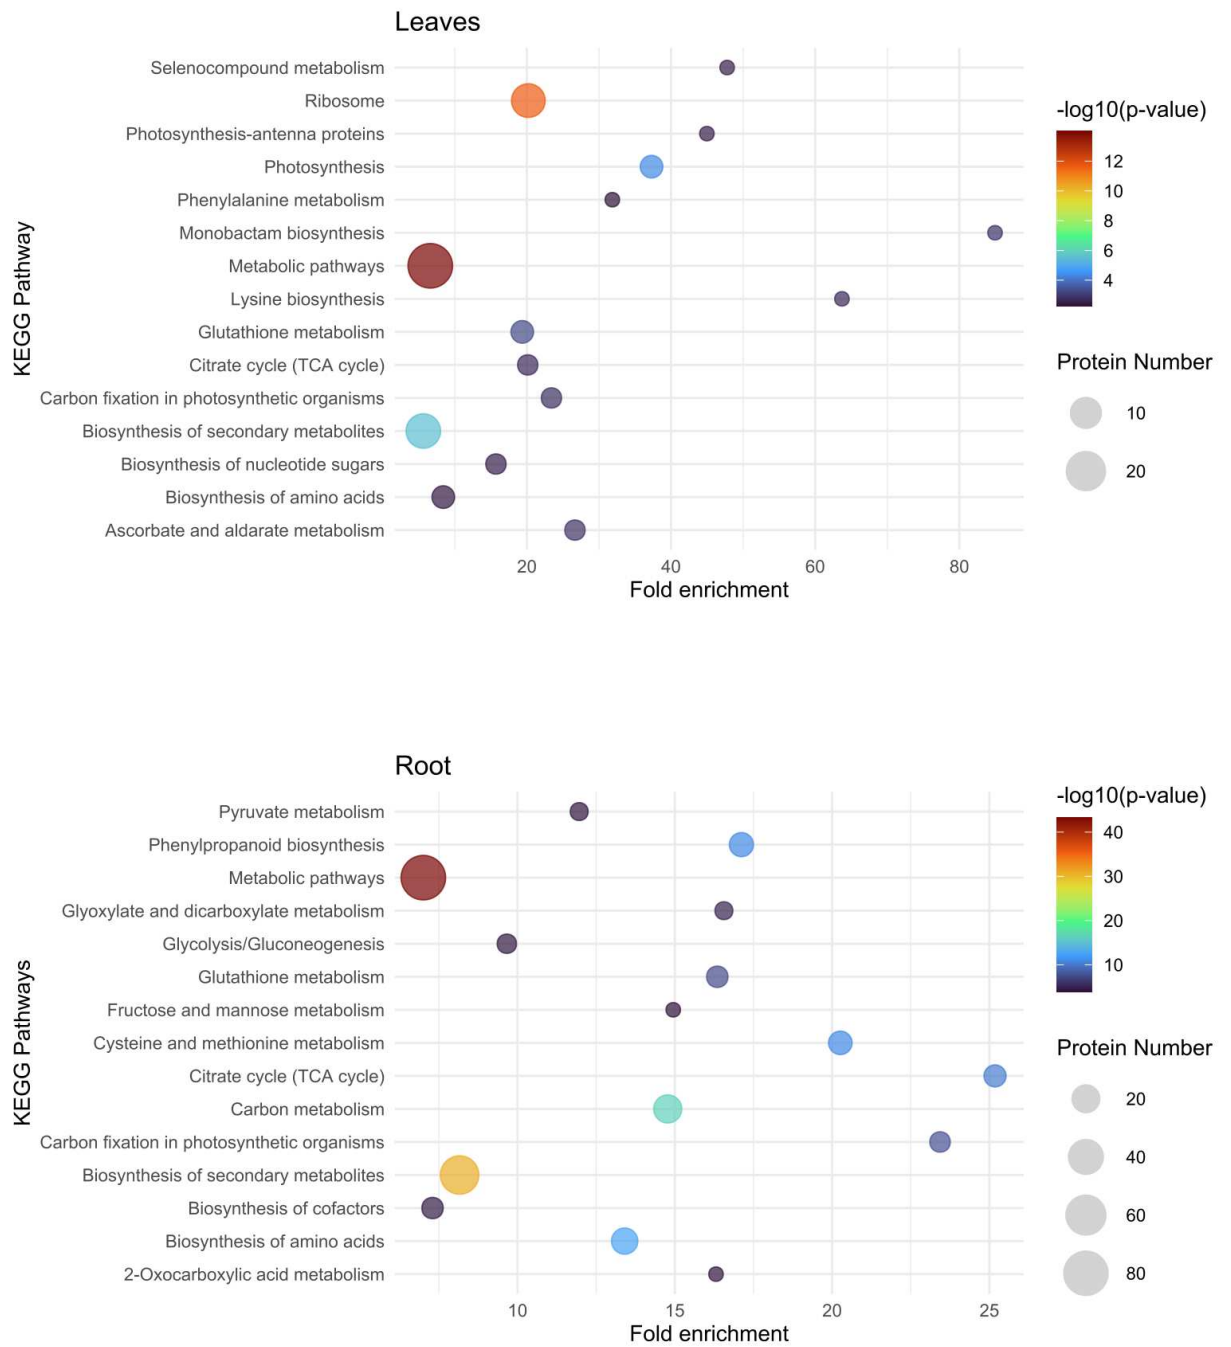 Leaves
KEGG Pathway
Selenocompound metabolism
Ribosome
Photosynthesis-antenna proteins
Photosynthesis
Phenylalanine metabolism
Monobactam biosynthesis
Metabolic pathways
Lysine biosynthesis
Glutathione metabolism
Citrate cycle (TCA cycle)
Carbon fixation in photosynthetic organisms
Biosynthesis of secondary metabolites
Biosynthesis of nucleotide sugars
Biosynthesis of amino acids
Ascorbate and aldarate metabolism
20 40 60 80
Fold enrichment
-log10(p-value)
12
10
8
6
4
Protein Number
10
20
Root
KEGG Pathways
Pyruvate metabolism
Phenylpropanoid biosynthesis
Metabolic pathways
Glyoxylate and dicarboxylate metabolism
Glycolysis/Gluconeogenesis
Glutathione metabolism
Fructose and mannose metabolism
Cysteine and methionine metabolism
Citrate cycle (TCA cycle)
Carbon metabolism
Carbon fixation in photosynthetic organisms
Biosynthesis of secondary metabolites
Biosynthesis of cofactors
Biosynthesis of amino acids
2-Oxocarboxylic acid metabolism
10 15 20 25
Fold enrichment
-log10(p-value)
40
30
20
10
Protein Number
20
40
60
80